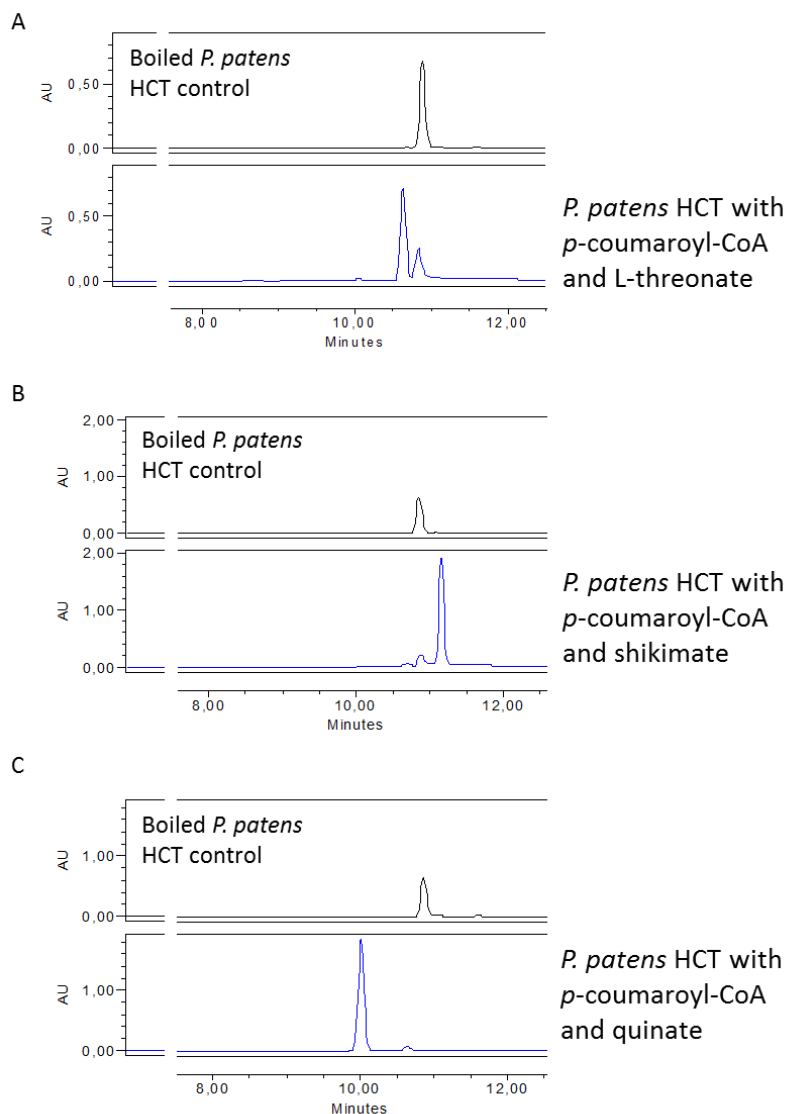 A
Boiled P. patens
HCT control
AU
0,50
0,00
AU
0,50
0,00
P. patens HCT with
p-coumaroyl-CoA
and L-threonate
8,00 10,00 12,00
Minutes
B
2,00
Boiled P. patens
HCT control
AU
1,00
0,00
2,00
AU
1,00
0,00
P. patens HCT with
p-coumaroyl-CoA
and shikimate
8,00 10,00 12,00
Minutes
C
Boiled P. patens
HCT control
AU
1,00
0,00
AU
1,00
0,00
P. patens HCT with
p-coumaroyl-CoA
and quinate
8,00 10,00 12,00
Minutes